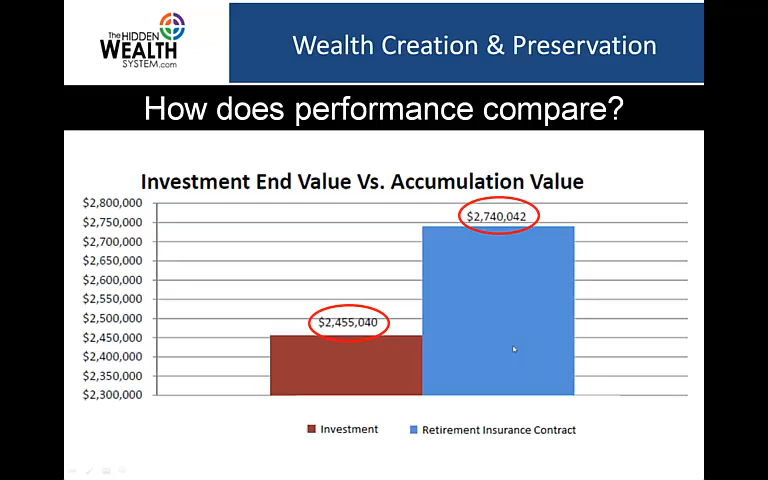 The HIDDEN
WEALTH
SYSTEM.com
Wealth Creation & Preservation
How does performance compare?
Investment End Value Vs. Accumulation Value
$2,800,000
$2,750,000
$2,700,000
$2,650,000
$2,600,000
$2,550,000
$2,500,000
$2,450,000
$2,400,000
$2,350,000
$2,300,000
$2,740,042
$2,455,040
Investment
Retirement Insurance Contract